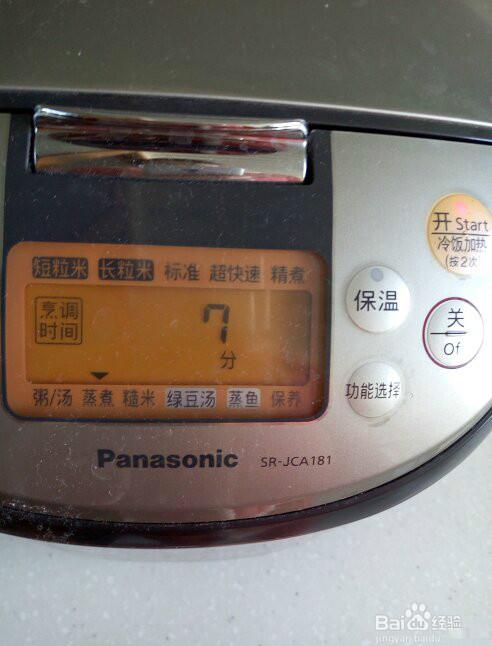 开 Start
冷饭加热
(按2次)
短粒米 长粒米 标准 超快速 精煮
保温
烹调
时间
7
分
关
Off
功能选择
粥/汤 蒸煮 糙米 绿豆汤 蒸鱼 保养
Panasonic SR-JCA181
Baidu 经验
jingyan.baidu.com